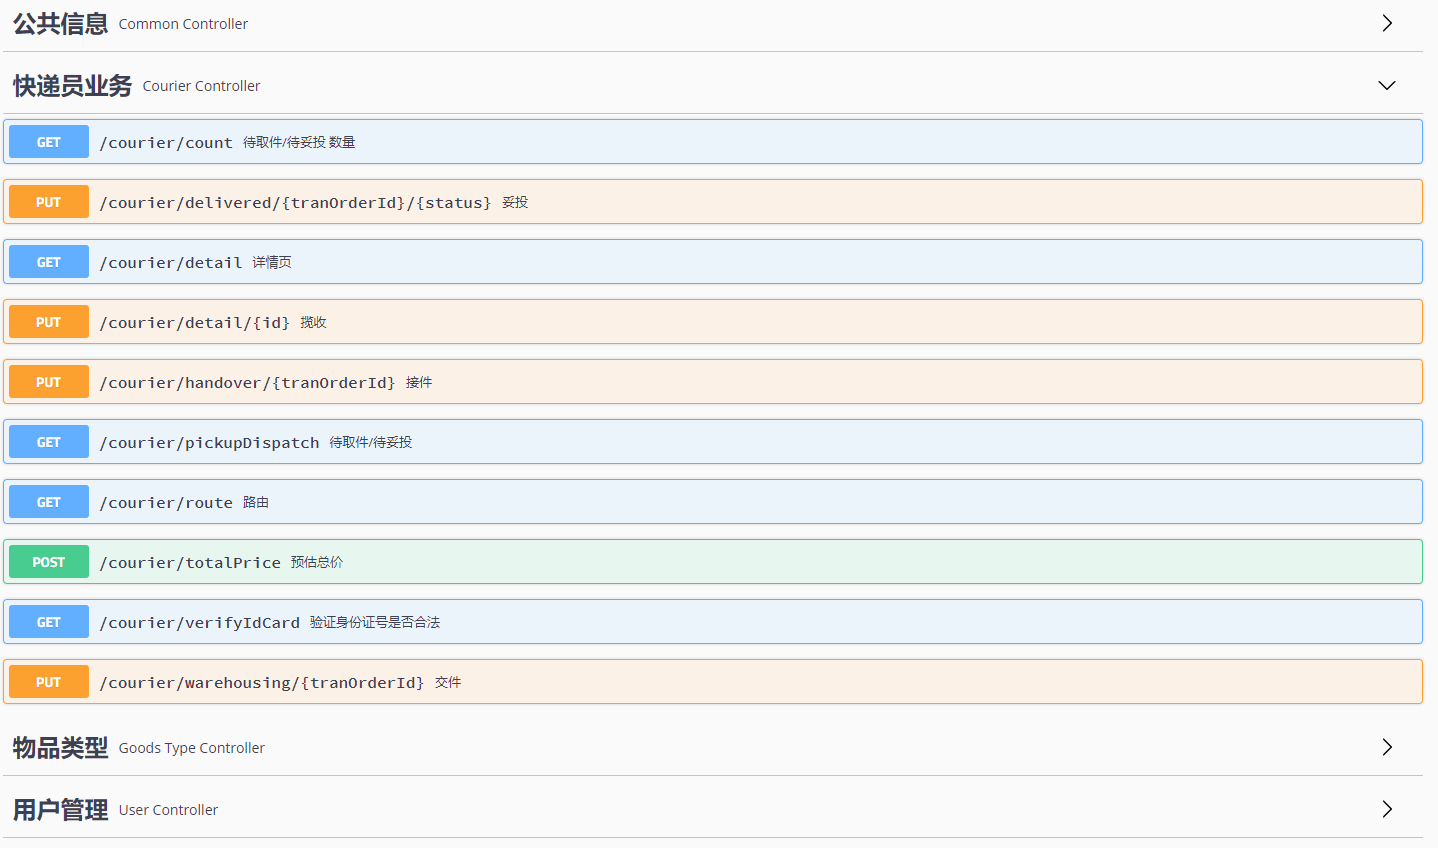 公共信息 Common Controller
快递员业务 Courier Controller
GET /courier/count 待取件/待妥投 数量
PUT /courier/delivered/{tranOrderId}/{status} 妥投
GET /courier/detail 详情页
PUT /courier/detail/{id} 揽收
PUT /courier/handover/{tranOrderId} 接件
GET /courier/pickupDispatch 待取件/待妥投
GET /courier/route 路由
POST /courier/totalPrice 预估总价
GET /courier/verifyIdCard 验证身份证号是否合法
PUT /courier/warehousing/{tranOrderId} 交件
物品类型 Goods Type Controller
用户管理 User Controller